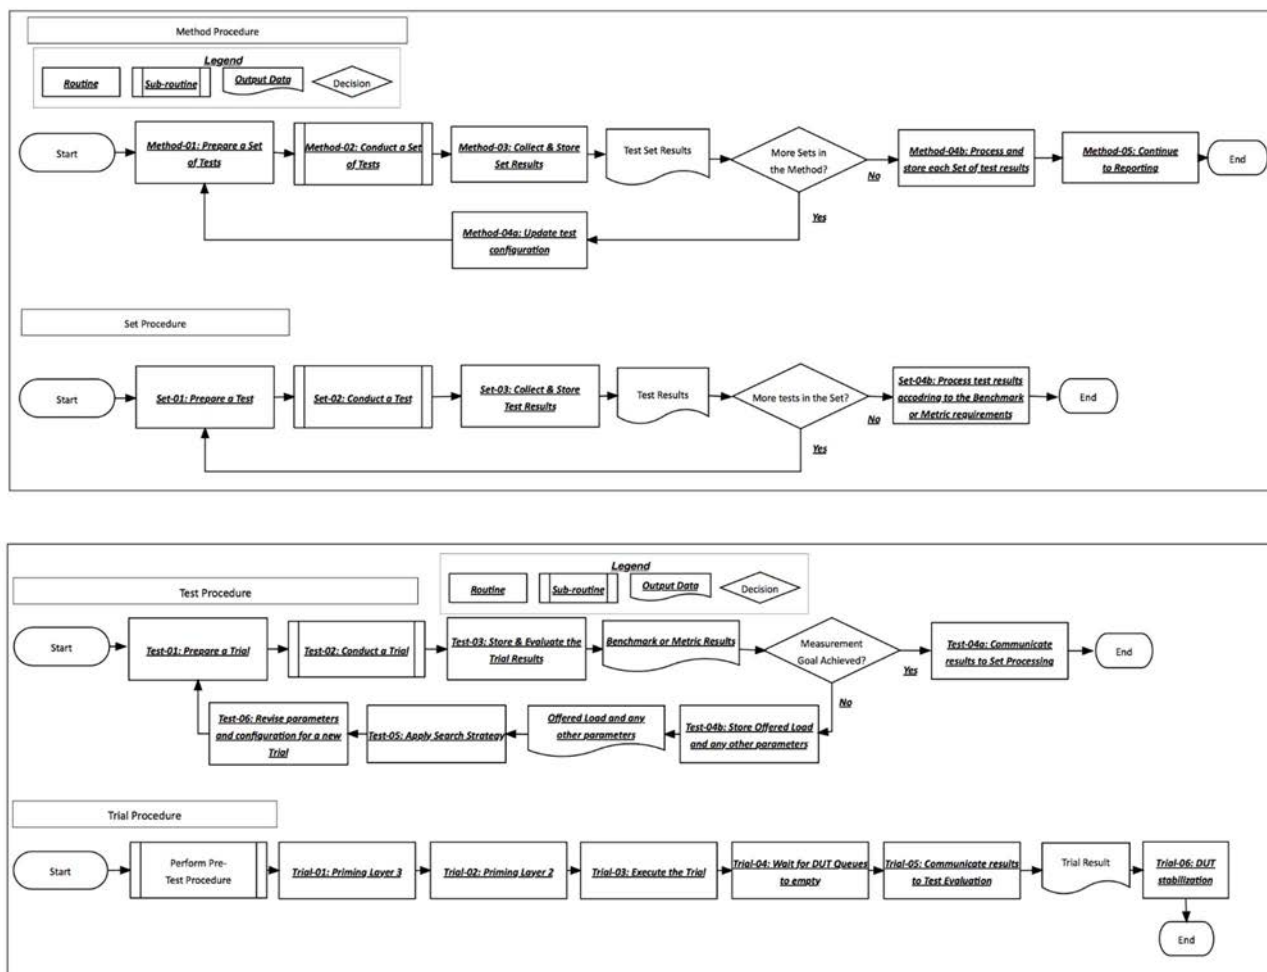 Method Procedure
Legend
Routine
Sub-routine
Output Data
Decision
Start
Method-01: Prepare a Set
of Tests
Method-02: Conduct a Set
of Tests
Method-03: Collect & Store
Set Results
Test Set Results
More Sets in
the Method?
No
Method-04b: Process and
store each Set of test results
Method-05: Continue
to Reporting
End
Yes
Method-04a: Update test
configuration
Set Procedure
Start
Set-01: Prepare a Test
Set-02: Conduct a Test
Set-03: Collect & Store
Test Results
Test Results
More tests in the Set?
No
Set-04b: Process test results
accodring to the Benchmark
or Metric requirements
End
Yes
Legend
Routine
Sub-routine
Output Data
Decision
Test Procedure
Start
Test-01: Prepare a Trial
Test-02: Conduct a Trial
Test-03: Store & Evaluate the
Trial Results
Benchmark or Metric Results
Measurement
Goal Achieved?
Yes
Test-04a: Communicate
results to Set Processing
End
No
Test-04b: Store Offered Load
and any other parameters
Offered Load and any
other parameters
Test-05: Apply Search Strategy
Test-06: Revise parameters
and configuration for a new
Trial
Trial Procedure
Start
Perform Pre-
Test Procedure
Trial-01: Priming Layer 3
Trial-02: Priming Layer 2
Trial-03: Execute the Trial
Trial-04: Wait for DUT Queues
to empty
Trial-05: Communicate results
to Test Evaluation
Trial Result
Trial-06: DUT
stabilization
End